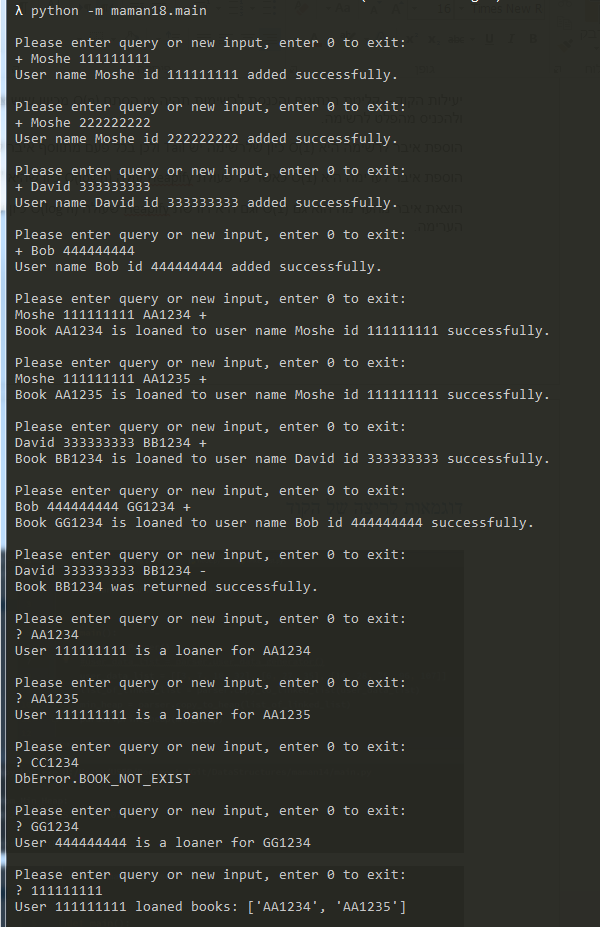 λ python -m maman18.main
Please enter query or new input, enter 0 to exit:
+ Moshe 111111111
User name Moshe id 111111111 added successfully.
Please enter query or new input, enter 0 to exit:
+ Moshe 222222222
User name Moshe id 222222222 added successfully.
Please enter query or new input, enter 0 to exit:
+ David 333333333
User name David id 333333333 added successfully.
Please enter query or new input, enter 0 to exit:
+ Bob 444444444
User name Bob id 444444444 added successfully.
Please enter query or new input, enter 0 to exit:
Moshe 111111111 AA1234 +
Book AA1234 is loaned to user name Moshe id 111111111 successfully.
Please enter query or new input, enter 0 to exit:
Moshe 111111111 AA1235 +
Book AA1235 is loaned to user name Moshe id 111111111 successfully.
Please enter query or new input, enter 0 to exit:
David 333333333 BB1234 +
Book BB1234 is loaned to user name David id 333333333 successfully.
Please enter query or new input, enter 0 to exit:
Bob 444444444 GG1234 +
Book GG1234 is loaned to user name Bob id 444444444 successfully.
Please enter query or new input, enter 0 to exit:
David 333333333 BB1234 -
Book BB1234 was returned successfully.
Please enter query or new input, enter 0 to exit:
? AA1234
User 111111111 is a loaner for AA1234
Please enter query or new input, enter 0 to exit:
? AA1235
User 111111111 is a loaner for AA1235
Please enter query or new input, enter 0 to exit:
? CC1234
DbError.BOOK_NOT_EXIST
Please enter query or new input, enter 0 to exit:
? GG1234
User 444444444 is a loaner for GG1234
Please enter query or new input, enter 0 to exit:
? 111111111
User 111111111 loaned books: ['AA1234', 'AA1235']